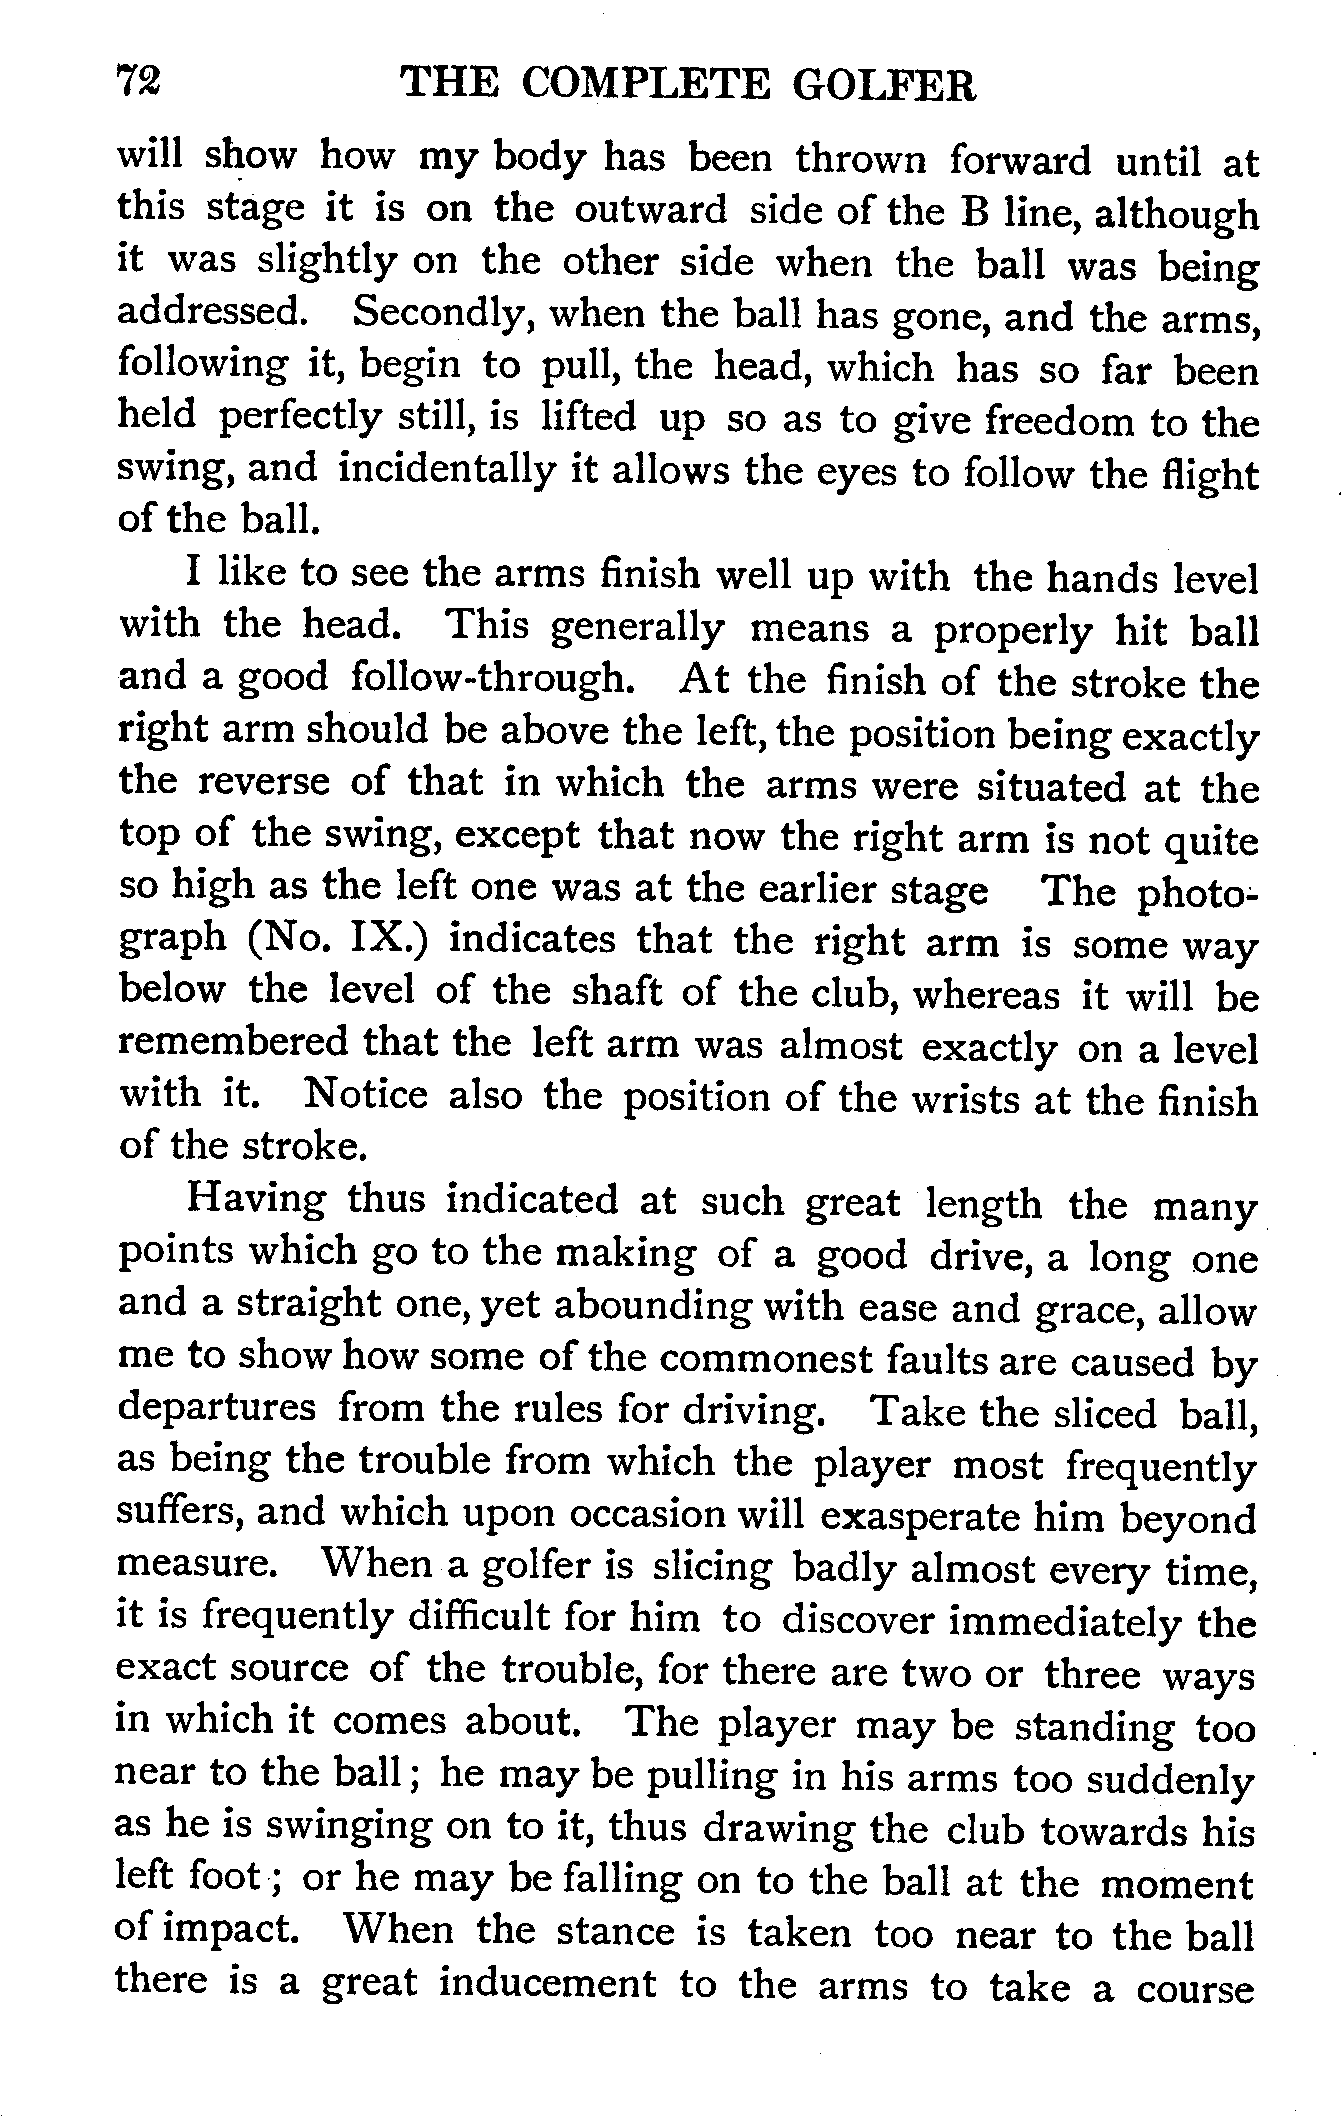 72 THE COMPLETE GOLFER
will show how my body has been thrown forward until at
this stage it is on the outward side of the B line, although
it was slightly on the other side when the ball was being
addressed. Secondly, when the ball has gone, and the arms,
following it, begin to pull, the head, which has so far been
held perfectly still, is lifted up so as to give freedom to the
swing, and incidentally it allows the eyes to follow the flight
of the ball.
I like to see the arms finish well up with the hands level
with the head. This generally means a properly hit ball
and a good follow-through. At the finish of the stroke the
right arm should be above the left, the position being exactly
the reverse of that in which the arms were situated at the
top of the swing, except that now the right arm is not quite
so high as the left one was at the earlier stage The photo-
graph (No. IX.) indicates that the right arm is some way
below the level of the shaft of the club, whereas it will be
remembered that the left arm was almost exactly on a level
with it. Notice also the position of the wrists at the finish
of the stroke.
Having thus indicated at such great length the many
points which go to the making of a good drive, a long one
and a straight one, yet abounding with ease and grace, allow
me to show how some of the commonest faults are caused by
departures from the rules for driving. Take the sliced ball,
as being the trouble from which the player most frequently
suffers, and which upon occasion will exasperate him beyond
measure. When a golfer is slicing badly almost every time,
it is frequently difficult for him to discover immediately the
exact source of the trouble, for there are two or three ways
in which it comes about. The player may be standing too
near to the ball; he may be pulling in his arms too suddenly
as he is swinging on to it, thus drawing the club towards his
left foot; or he may be falling on to the ball at the moment
of impact. When the stance is taken too near to the ball
there is a great inducement to the arms to take a course